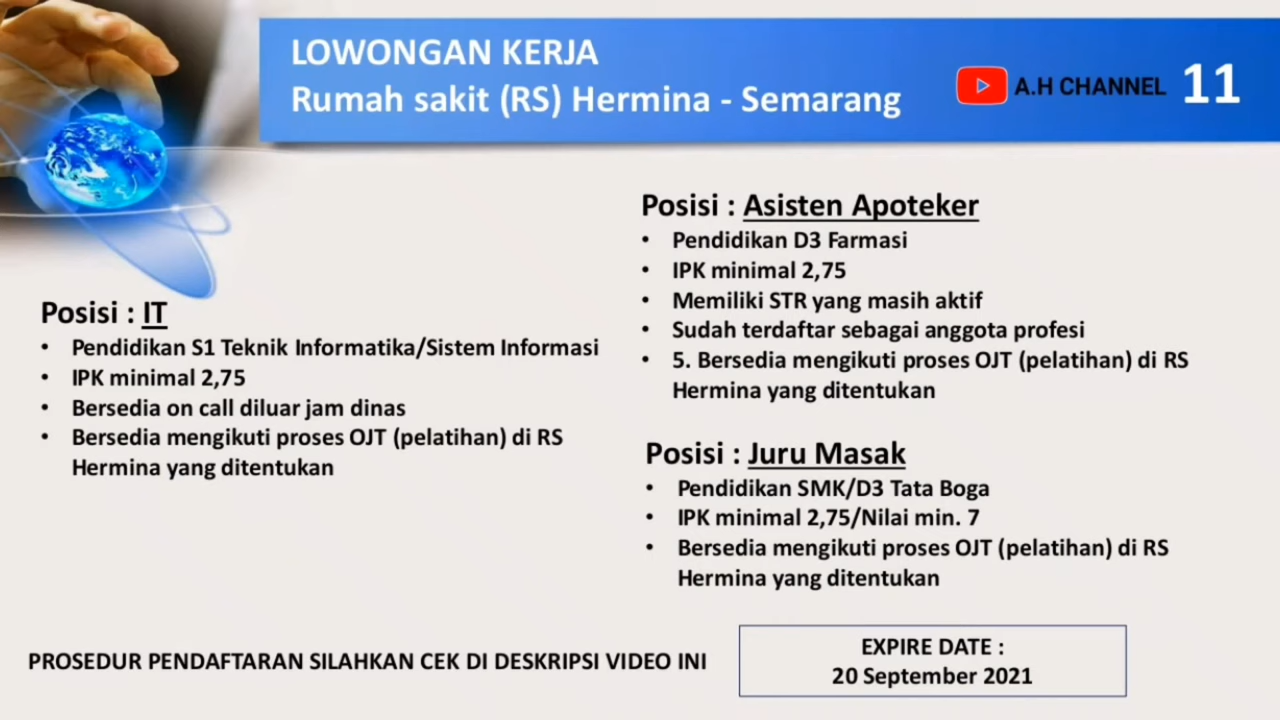 LOWONGAN KERJA
Rumah sakit (RS) Hermina - Semarang
A.H CHANNEL
11
Posisi : IT
• Pendidikan S1 Teknik Informatika/Sistem Informasi
• IPK minimal 2,75
• Bersedia on call diluar jam dinas
• Bersedia mengikuti proses OJT (pelatihan) di RS
Hermina yang ditentukan
Posisi : Asisten Apoteker
• Pendidikan D3 Farmasi
• IPK minimal 2,75
• Memiliki STR yang masih aktif
• Sudah terdaftar sebagai anggota profesi
• 5. Bersedia mengikuti proses OJT (pelatihan) di RS
Hermina yang ditentukan
Posisi : Juru Masak
• Pendidikan SMK/D3 Tata Boga
• IPK minimal 2,75/Nilai min. 7
• Bersedia mengikuti proses OJT (pelatihan) di RS
Hermina yang ditentukan
PROSEDUR PENDAFTARAN SILAHKAN CEK DI DESKRIPSI VIDEO INI
EXPIRE DATE :
20 September 2021